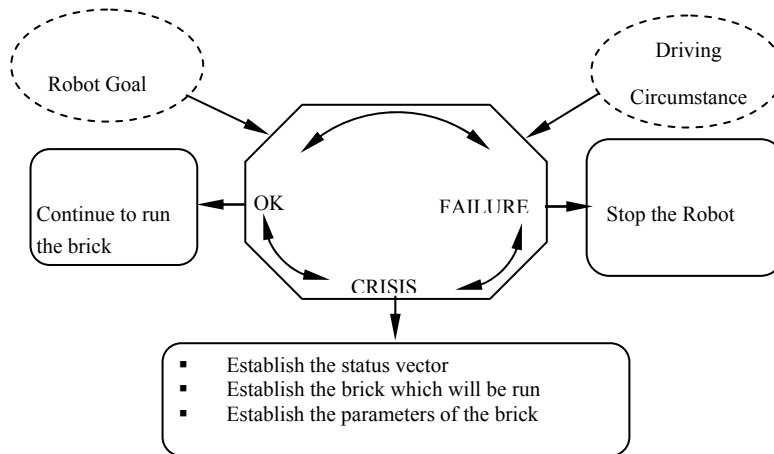 Robot Goal
Driving
Circumstance
Continue to run
the brick
OK
FAILURE
Stop the Robot
CRISIS
▪ Establish the status vector
▪ Establish the brick which will be run
▪ Establish the parameters of the brick